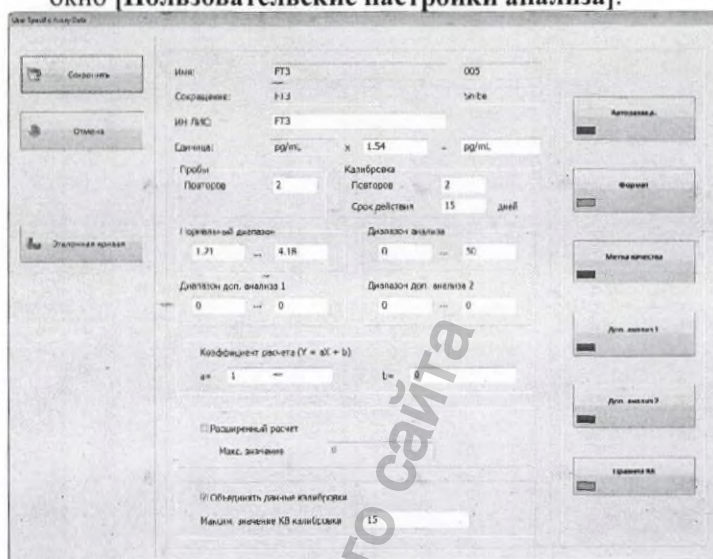 окно [Пользовательские настройки анализа].
User Specific Assay Data
Сохранить
Отмена
Эталонная кривая
Имя: FT3 005
Сокращение: FT3
ИН ЛИС: FT3
Единица: pg/mL x 1.54 = pg/mL
Пробы
Повторов 2
Калибровка
Повторов 2
Срок действия 15 дней
Нормальный диапазон
1.21 --- 4.18
Диапазон анализа
0 --- 50
Диапазон доп. анализа 1
0 --- 0
Диапазон доп. анализа 2
0 --- 0
Коэффициент расчета (Y = aX + b)
a= 1 b= 0
Расширенный расчет
Макс. значение 0
Объединять данные калибровки
Максим. значение КВ калибровки 15
Формат
Метка качества
Доп. анализ 1
Доп. анализ 2
Правила КК
сайта